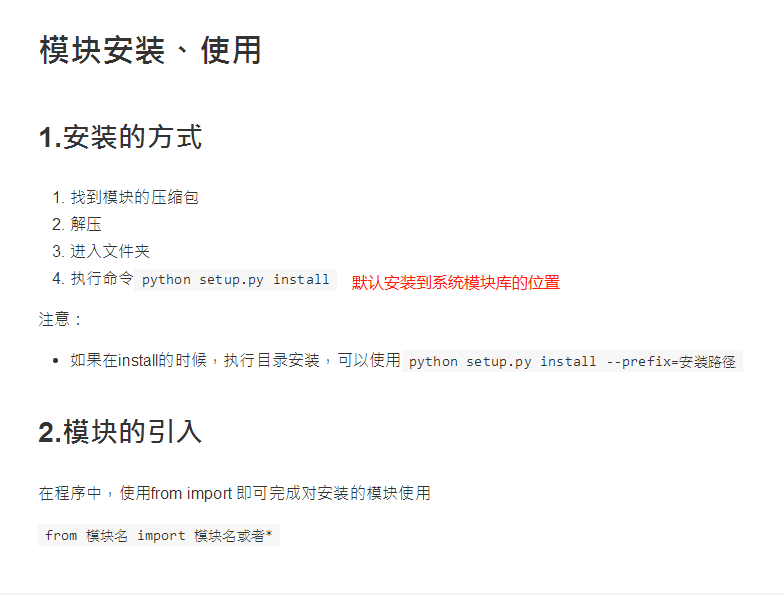 模块安装、使用
1.安装的方式
1. 找到模块的压缩包
2. 解压
3. 进入文件夹
4. 执行命令 python setup.py install 默认安装到系统模块库的位置
注意：
• 如果在install的时候，执行目录安装，可以使用 python setup.py install --prefix=安装路径
2.模块的引入
在程序中，使用from import 即可完成对安装的模块使用
from 模块名 import 模块名或者*